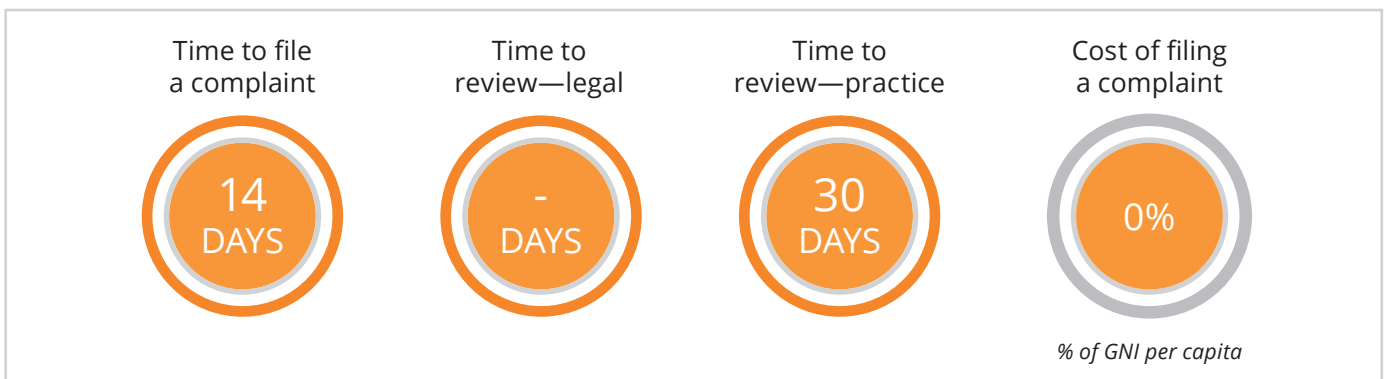 Time to file
a complaint
14
DAYS
Time to
review—legal
-
DAYS
Time to
review—practice
30
DAYS
Cost of filing
a complaint
0%
% of GNI per capita